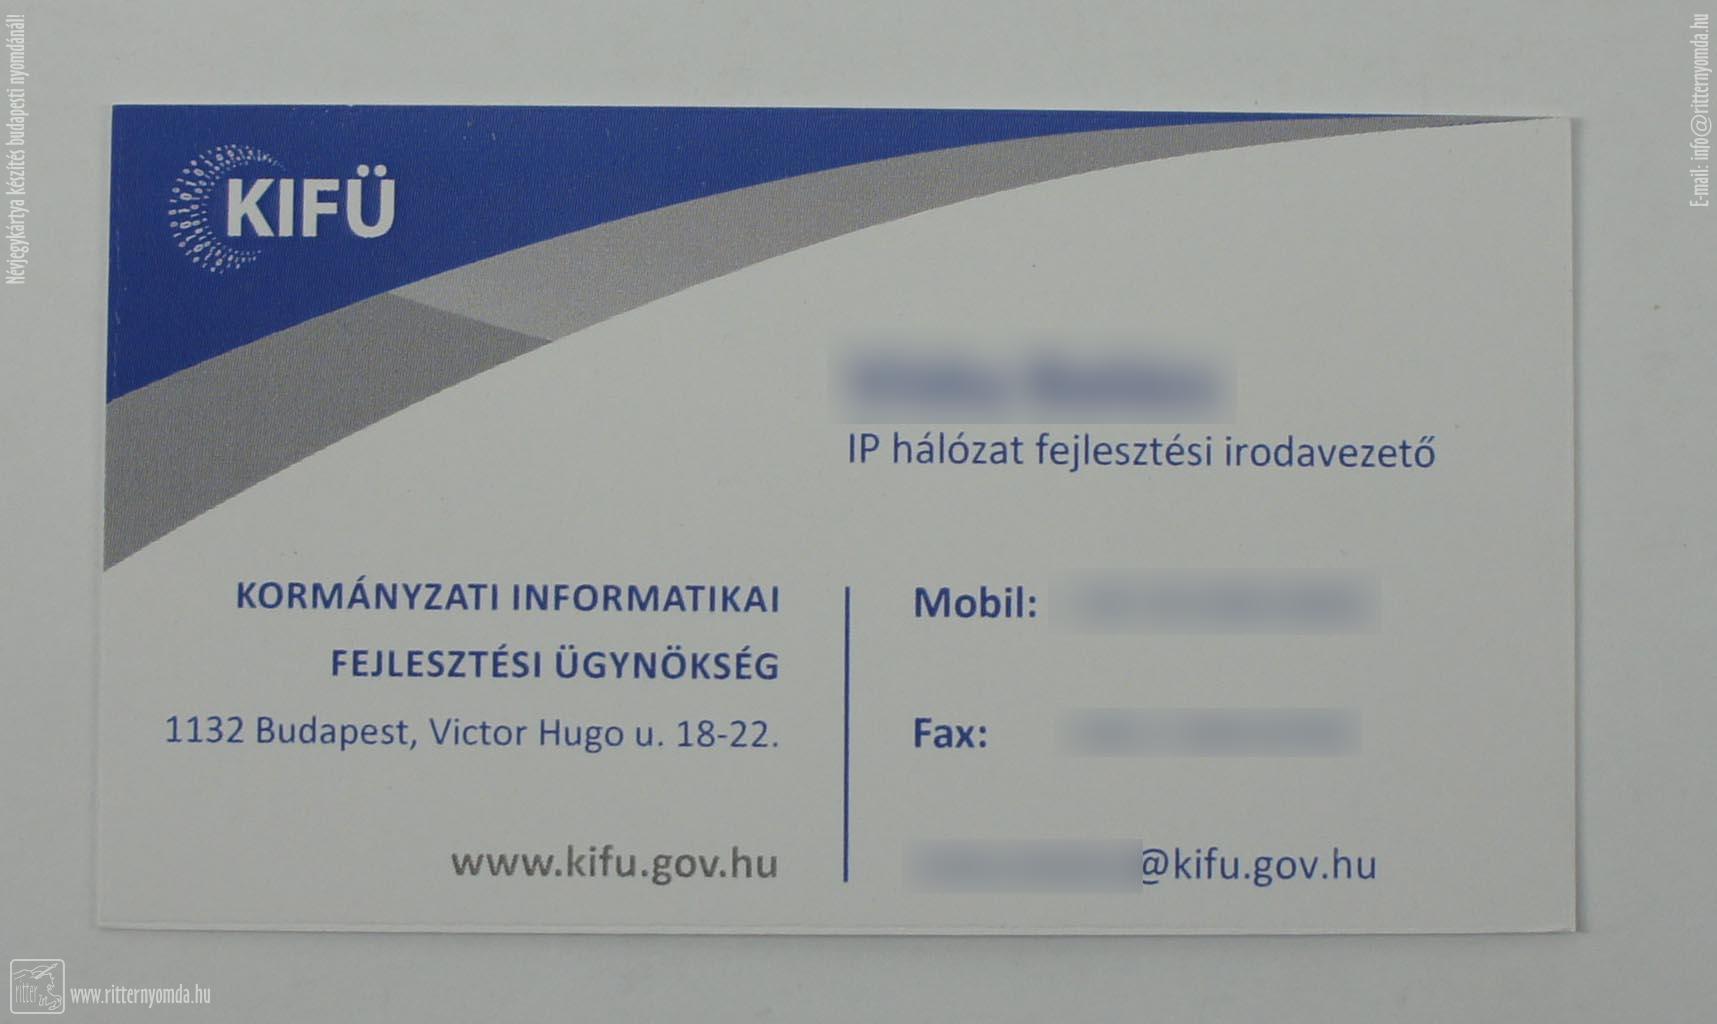 Névjegykártya készítés budapesti nyomdánál!
E-mail: info@ritternyomda.hu
KIFÜ
IP hálózat fejlesztési irodavezető
KORMÁNYZATI INFORMATIKAI
FEJLESZTÉSI ÜGYNÖKSÉG
1132 Budapest, Victor Hugo u. 18-22.
www.kifu.gov.hu
Mobil:
Fax:
@kifu.gov.hu
ritter
www.ritternyomda.hu